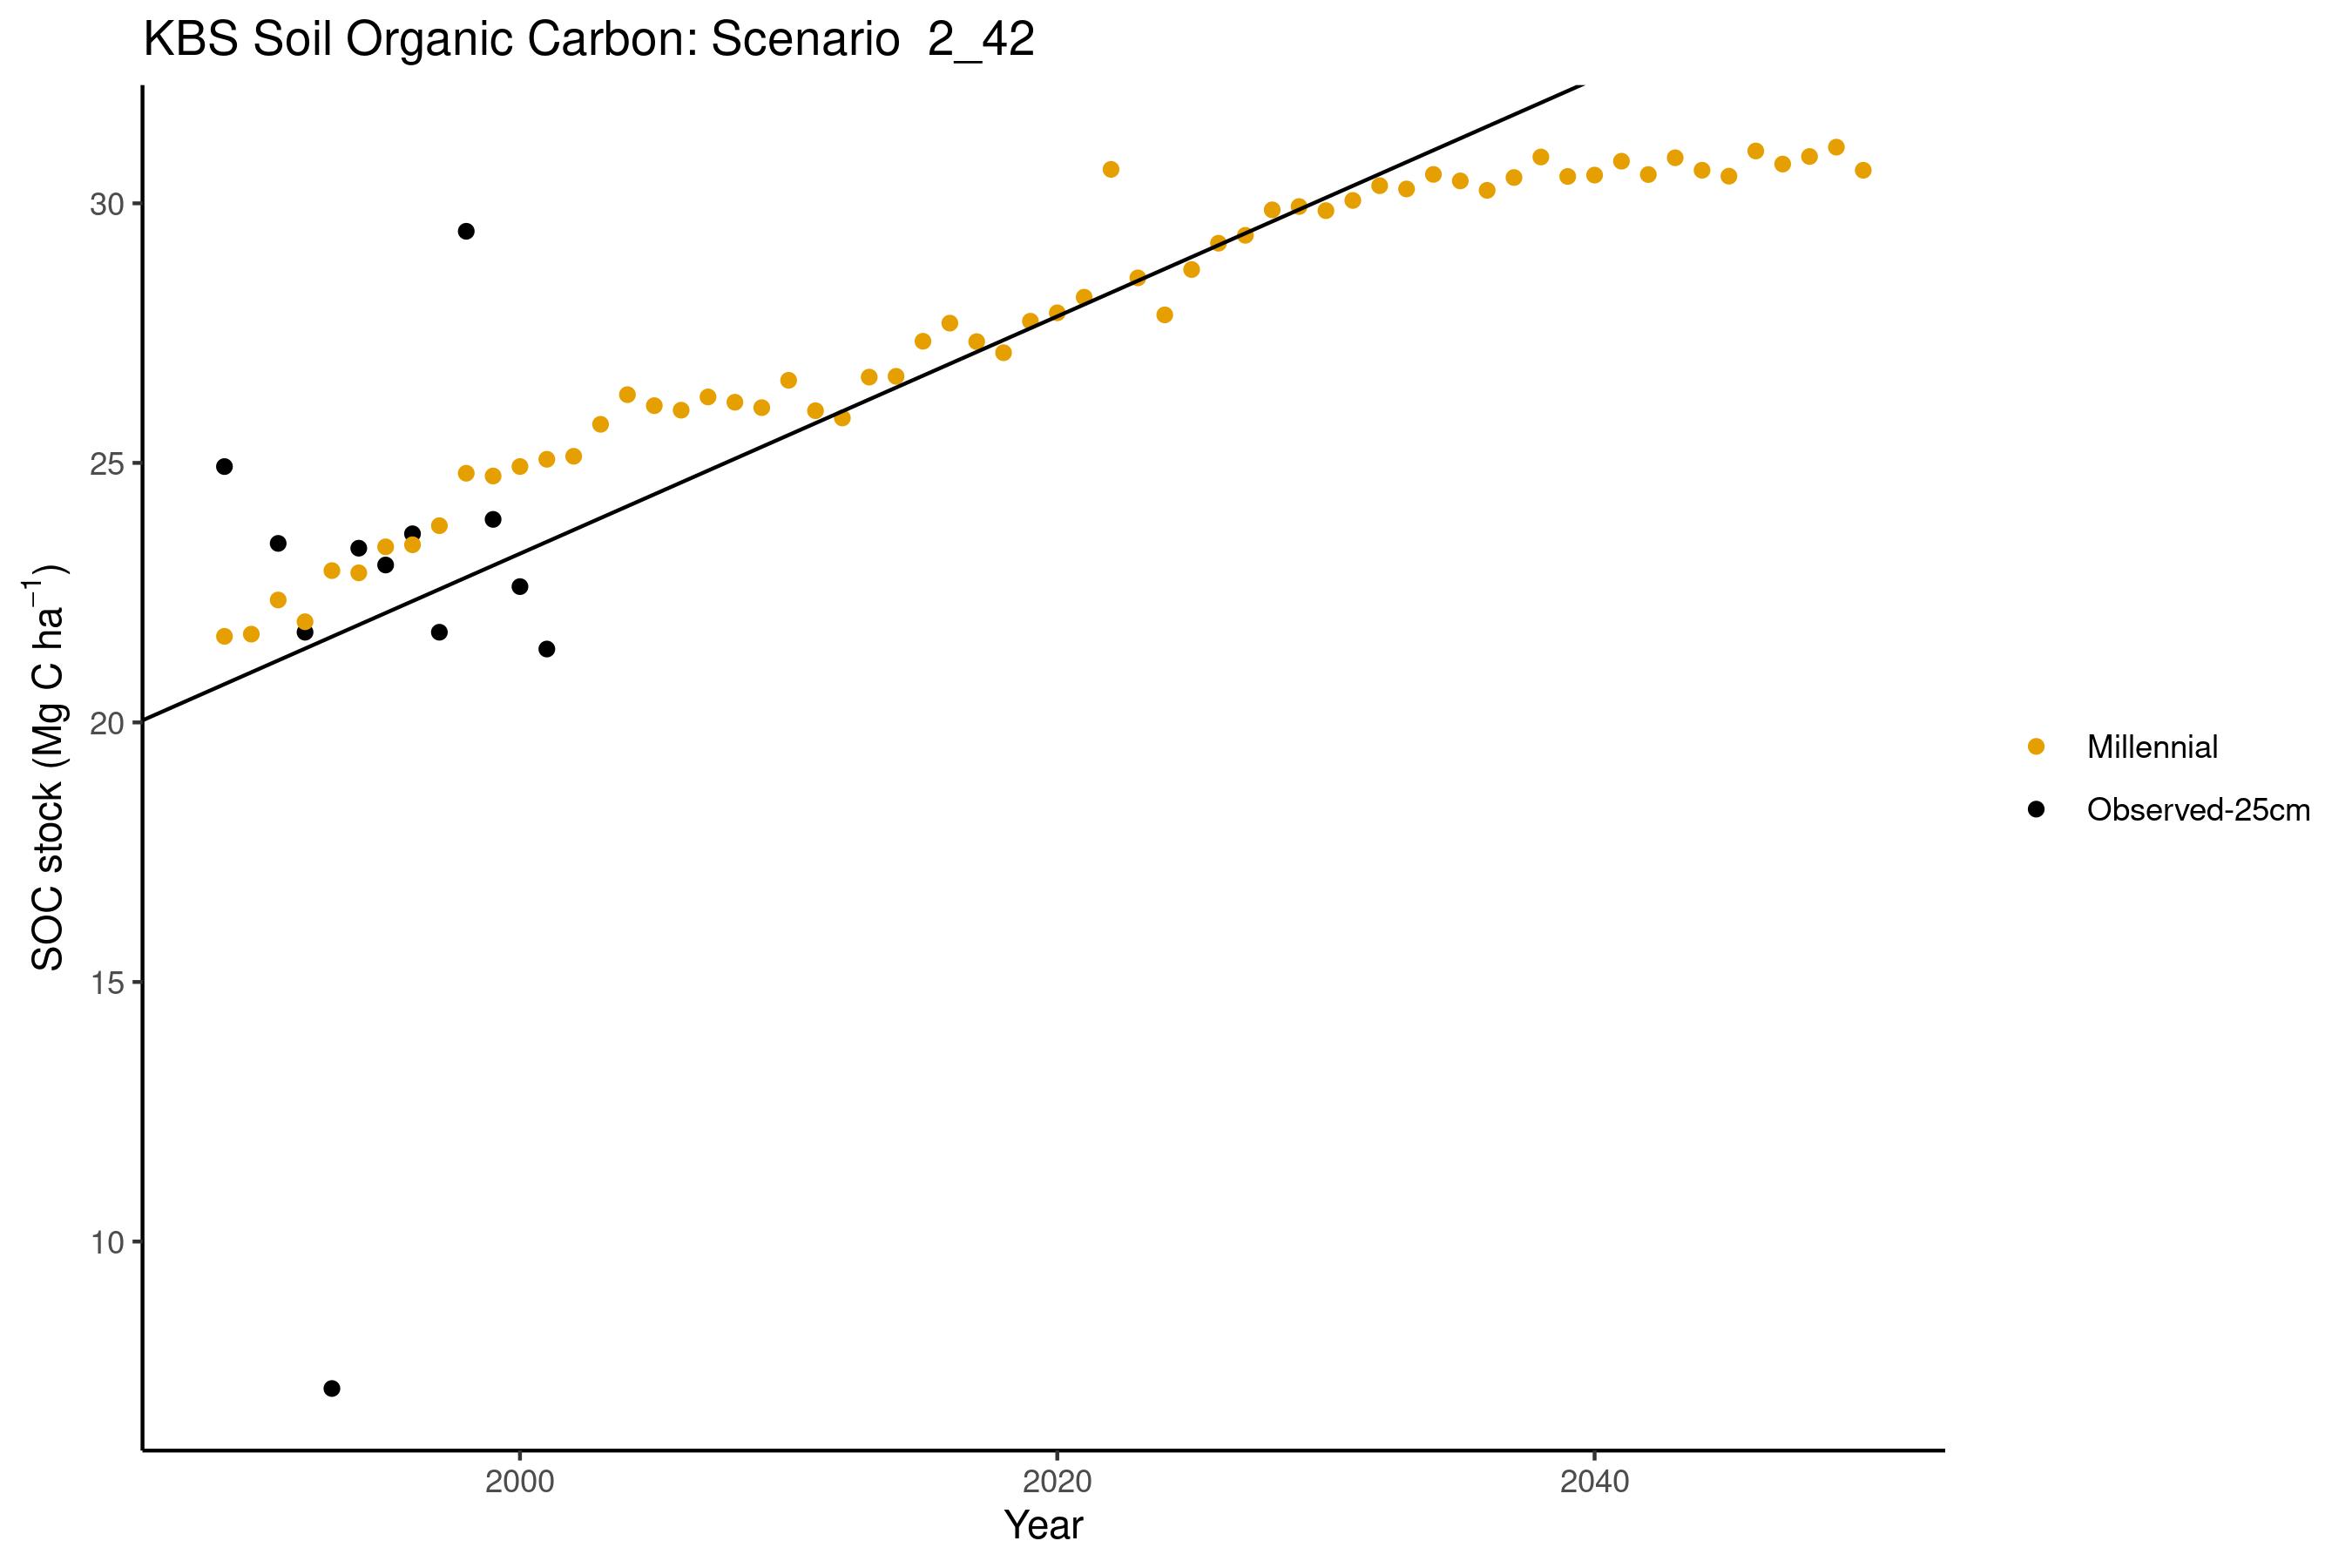 KBS Soil Organic Carbon: Scenario  2_42
SOC stock (Mg C ha⁻¹)
30
25
20
15
10
2000
2020
2040
Year
Millennial
Observed-25cm